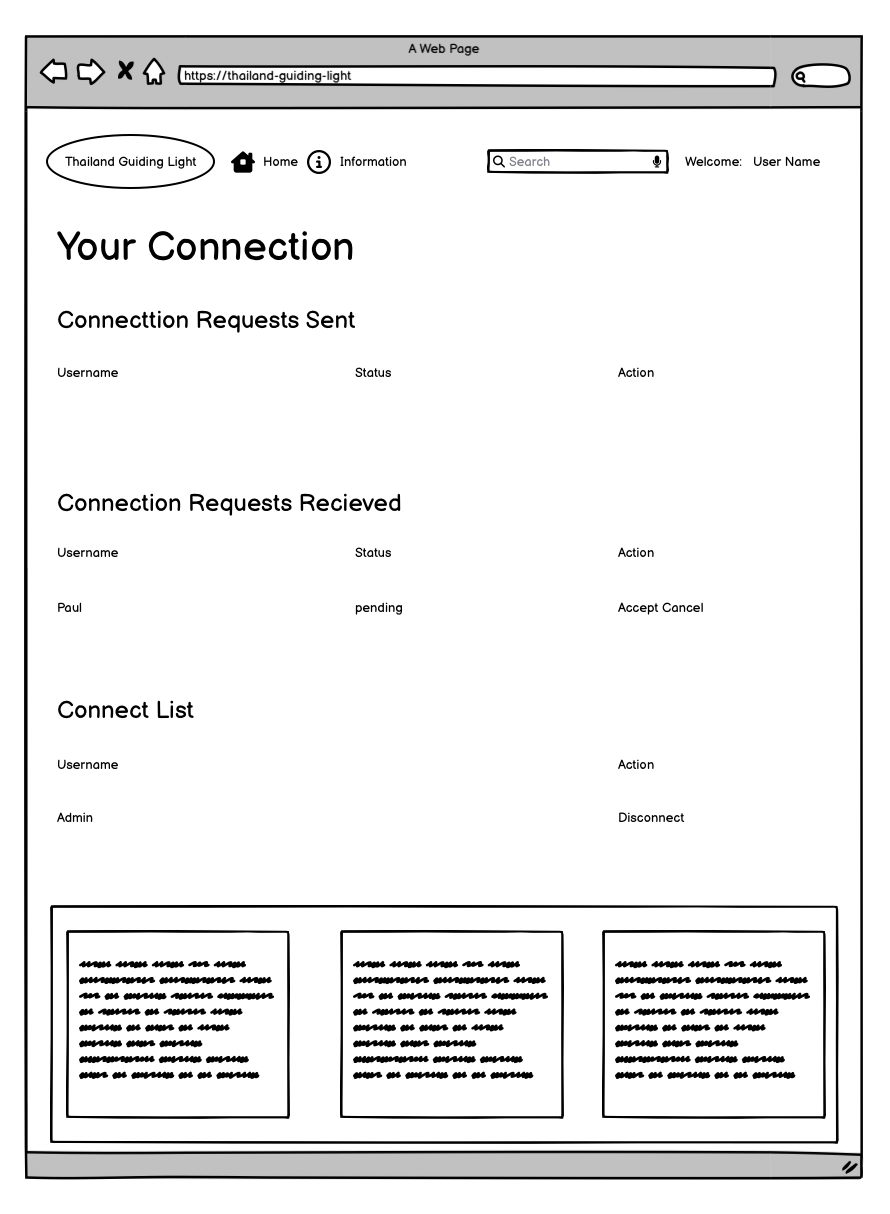 A Web Page
https://thailand-guiding-light
Thailand Guiding Light Home Information Search Welcome: User Name
Your Connection
Connecttion Requests Sent
Username Status Action
Connection Requests Recieved
Username Status Action
Paul pending Accept Cancel
Connect List
Username Action
Admin Disconnect